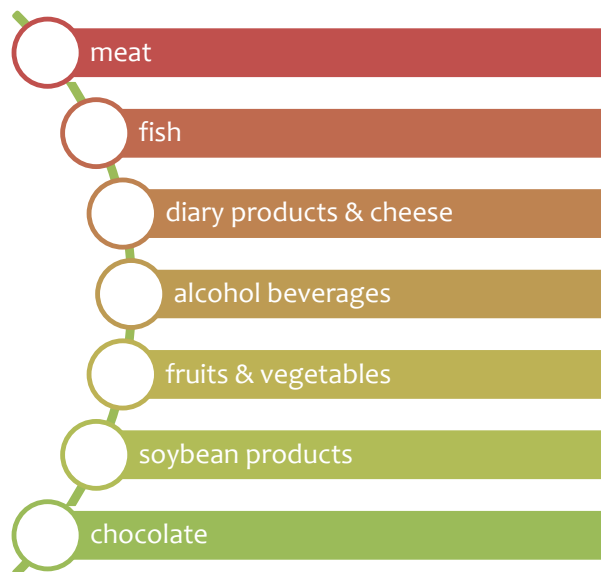 meat
fish
diary products & cheese
alcohol beverages
fruits & vegetables
soybean products
chocolate